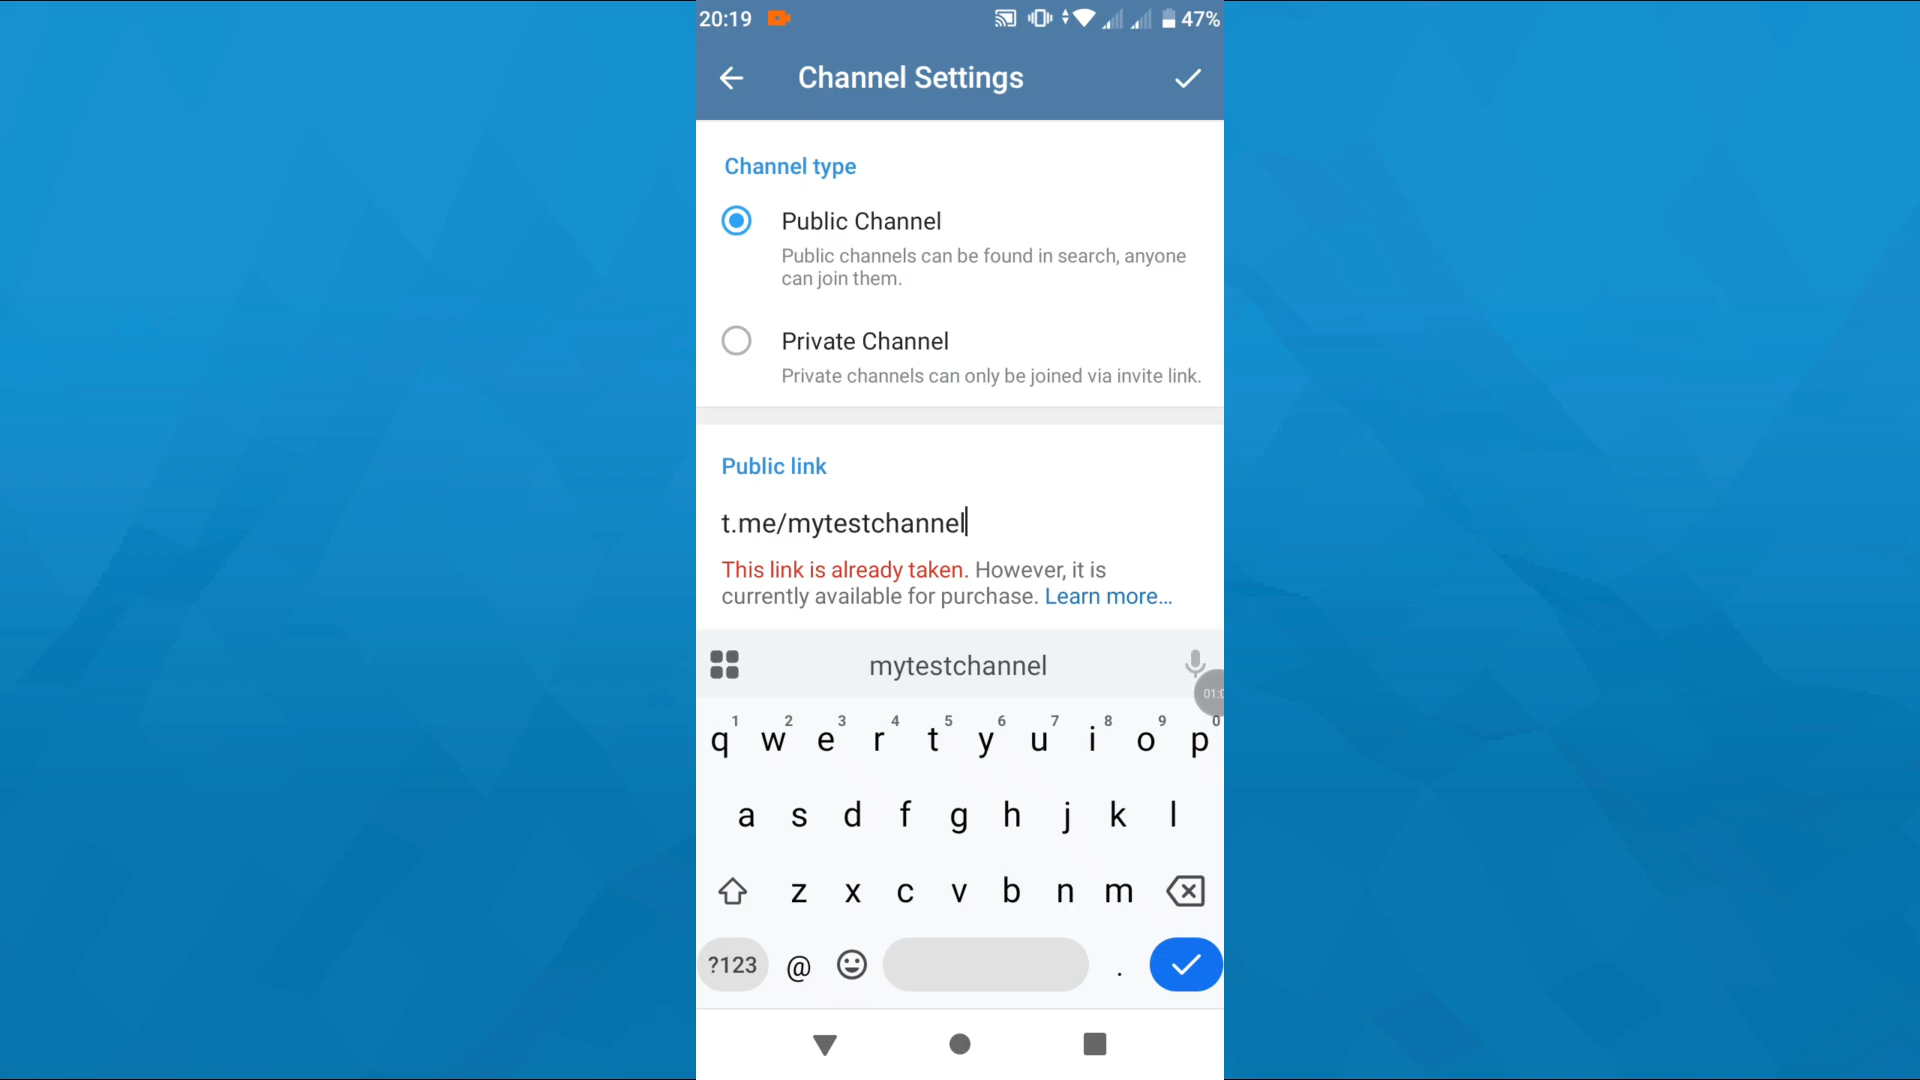 20:19 47%
Channel Settings
Channel type
Public Channel
Public channels can be found in search, anyone
can join them.
Private Channel
Private channels can only be joined via invite link.
Public link
t.me/mytestchannel
This link is already taken. However, it is
currently available for purchase. Learn more...
mytestchannel
1 2 3 4 5 6 7 8 9 0
q w e r t y u i o p
a s d f g h j k l
z x c v b n m
?123 @ .